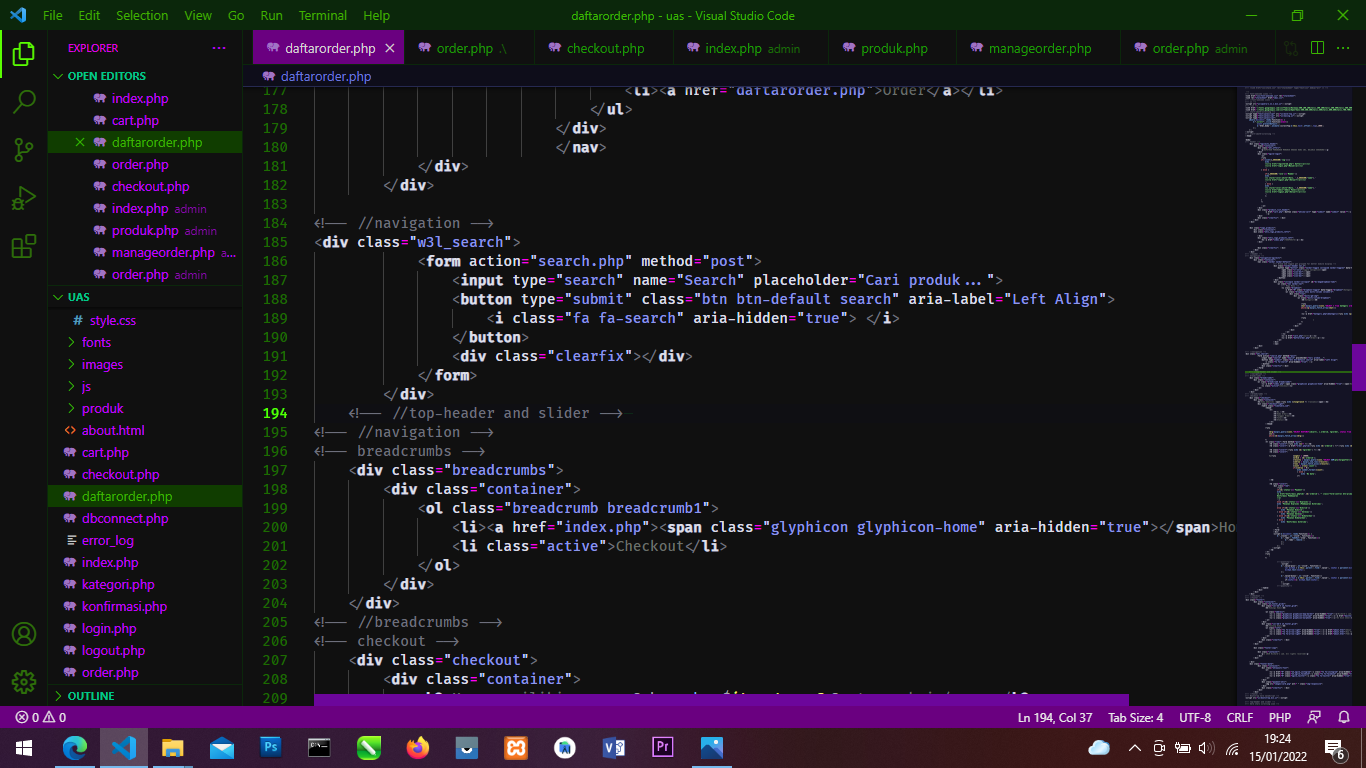 File Edit Selection View Go Run Terminal Help
daftarorder.php - uas - Visual Studio Code
EXPLORER
OPEN EDITORS
index.php
cart.php
daftarorder.php
order.php
checkout.php
index.php admin
produk.php admin
manageorder.php a...
order.php admin
UAS
style.css
fonts
images
js
produk
about.html
cart.php
checkout.php
daftarorder.php
dbconnect.php
error_log
index.php
kategori.php
konfirmasi.php
login.php
logout.php
order.php
OUTLINE
daftarorder.php
order.php .\
checkout.php
index.php admin
produk.php
manageorder.php
order.php admin
daftarorder.php
177 <li><a href="daftarorder.php">Order</a></li>
178 </ul>
179 </div>
180 </nav>
181 </div>
182 </div>
183
184 <!-- //navigation -->
185 <div class="w3l_search">
186 <form action="search.php" method="post">
187 <input type="search" name="Search" placeholder="Cari produk...">
188 <button type="submit" class="btn btn-default search" aria-label="Left Align">
189 <i class="fa fa-search" aria-hidden="true"> </i>
190 </button>
191 <div class="clearfix"></div>
192 </form>
193 </div>
194 <!-- //top-header and slider -->
195 <!-- //navigation -->
196 <!-- breadcrumbs -->
197 <div class="breadcrumbs">
198 <div class="container">
199 <ol class="breadcrumb breadcrumb1">
200 <li><a href="index.php"><span class="glyphicon glyphicon-home" aria-hidden="true"></span>Ho
201 <li class="active">Checkout</li>
202 </ol>
203 </div>
204 </div>
205 <!-- //breadcrumbs -->
206 <!-- checkout -->
207 <div class="checkout">
208 <div class="container">
209
0 0
Ln 194, Col 37 Tab Size: 4 UTF-8 CRLF PHP
19:24
15/01/2022
6